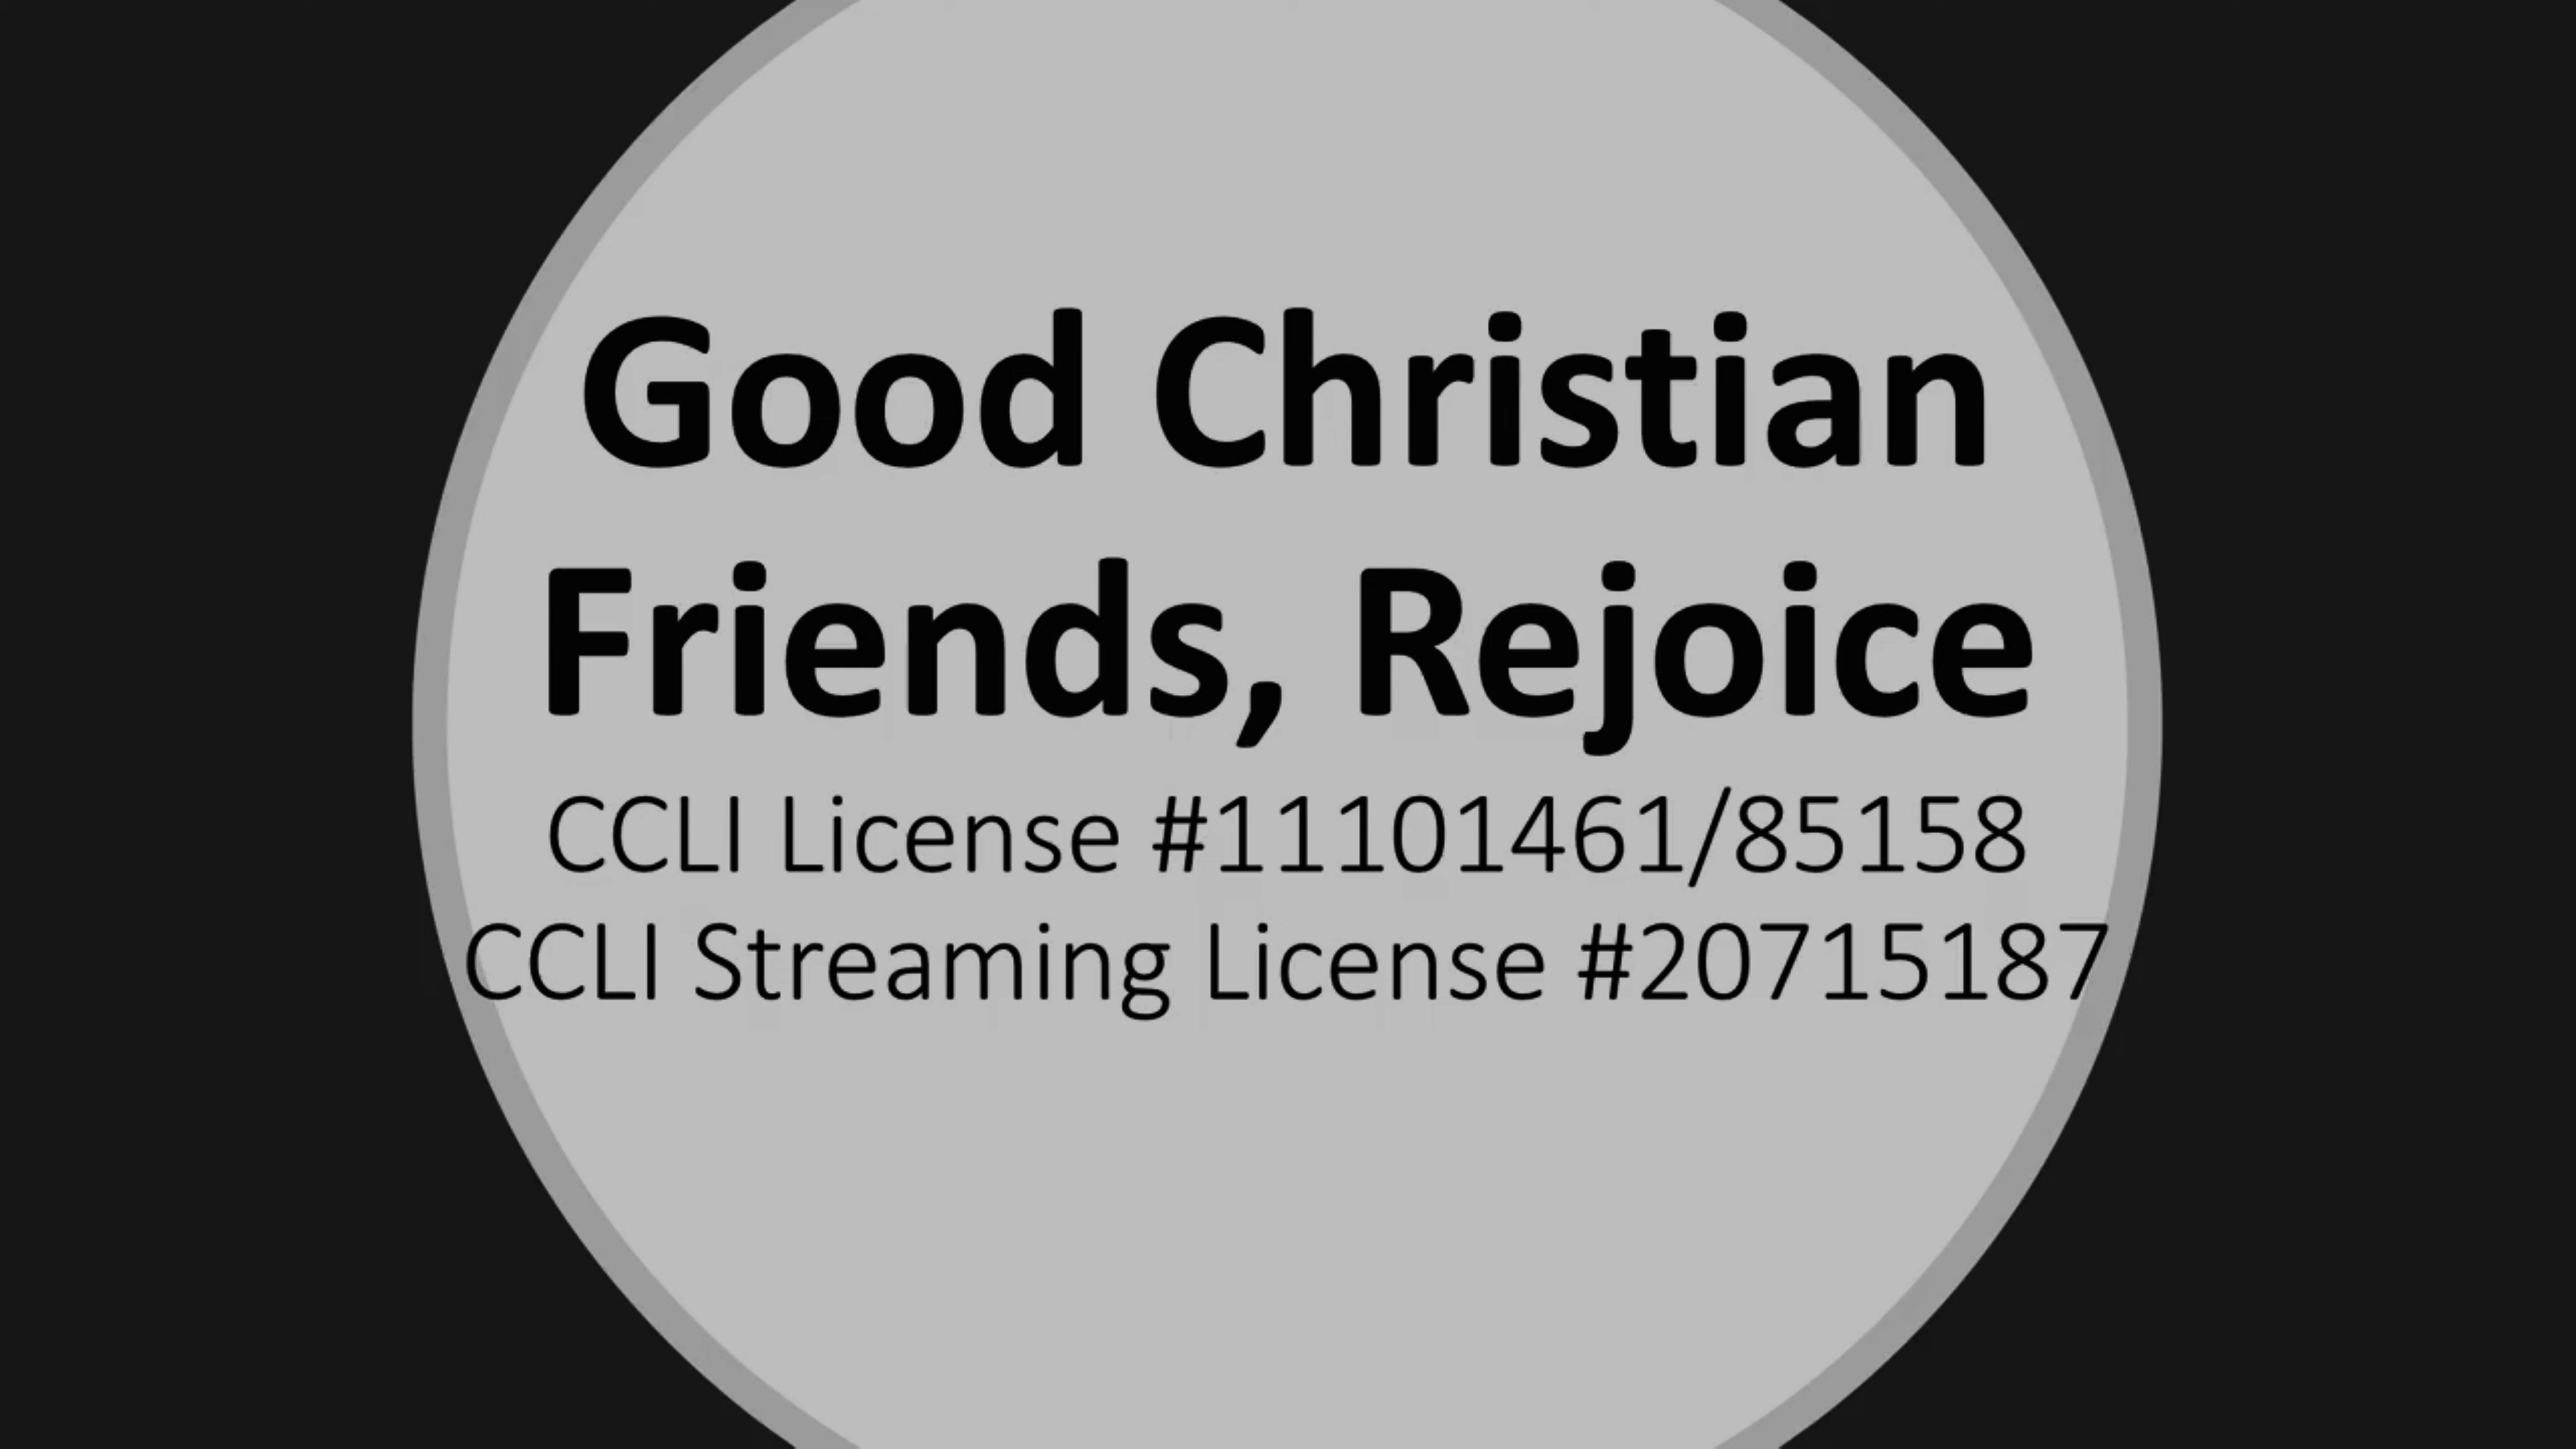 Good Christian
Friends, Rejoice
CCLI License #11101461/85158
CCLI Streaming License #20715187